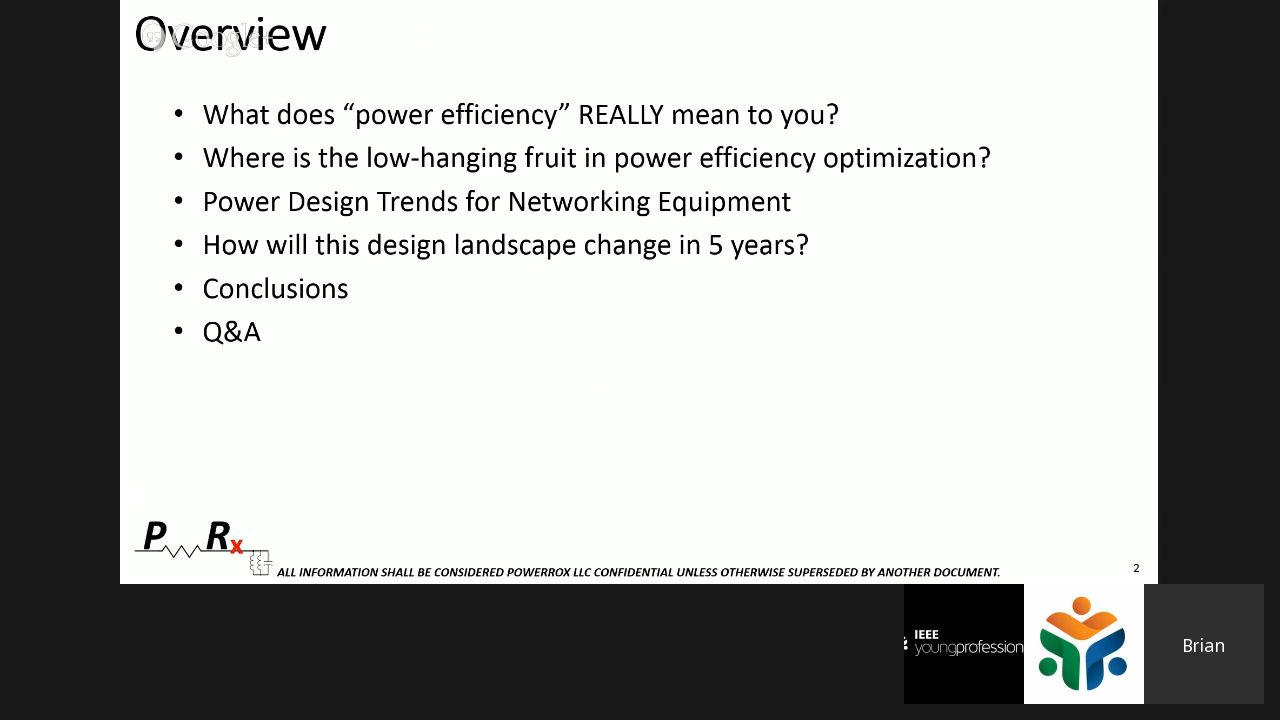 Overview
Google+
• What does “power efficiency” REALLY mean to you?
• Where is the low-hanging fruit in power efficiency optimization?
• Power Design Trends for Networking Equipment
• How will this design landscape change in 5 years?
• Conclusions
• Q&A
P Rx
ALL INFORMATION SHALL BE CONSIDERED POWERROX LLC CONFIDENTIAL UNLESS OTHERWISE SUPERSEDED BY ANOTHER DOCUMENT.
2
IEEE
youngprofession
Brian